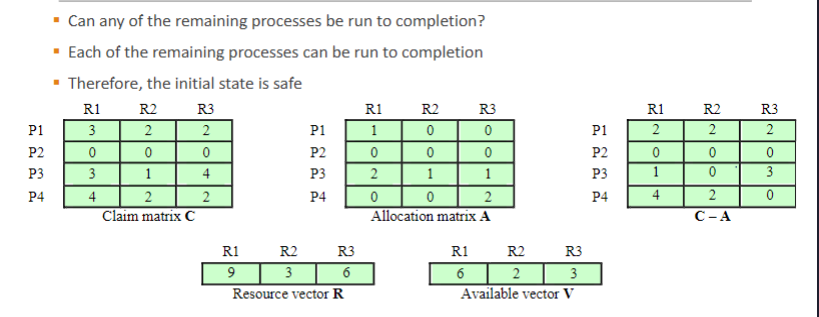 Can any of the remaining processes be run to completion?
Each of the remaining processes can be run to completion
Therefore, the initial state is safe
R1 R2 R3 R1 R2 R3 R1 R2 R3
P1 3 2 2 P1 1 0 0 P1 2 2 2
P2 0 0 0 P2 0 0 0 P2 0 0 0
P3 3 1 4 P3 2 1 1 P3 1 0 3
P4 4 2 2 P4 0 0 2 P4 4 2 0
Claim matrix C Allocation matrix A C – A
R1 R2 R3 R1 R2 R3
9 3 6 6 2 3
Resource vector R Available vector V